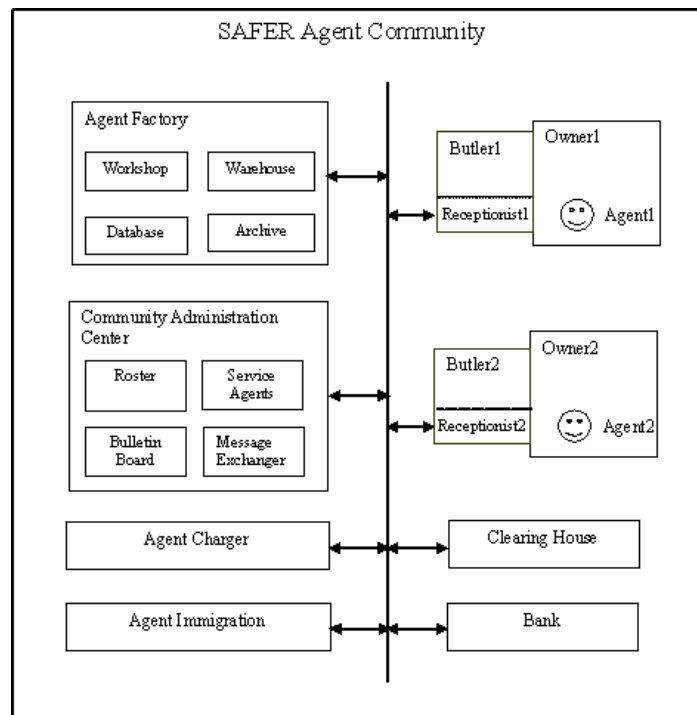 SAFER Agent Community
Agent Factory
Workshop
Warehouse
Database
Archive
Butler1
Owner1
Receptionist1
Agent1
Community Administration
Center
Roster
Service
Agents
Bulletin
Board
Message
Exchanger
Butler2
Owner2
Receptionist2
Agent2
Agent Charger
Clearing House
Agent Immigration
Bank